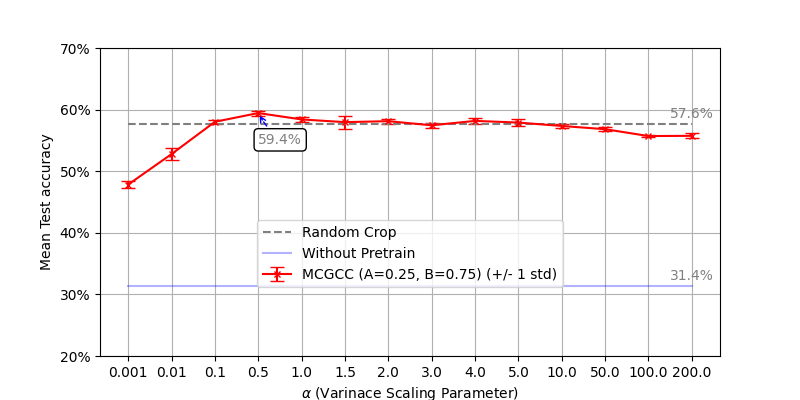 70%
60%
50%
40%
30%
20%
Mean Test accuracy
57.6%
59.4%
Random Crop
Without Pretrain
MCGCC (A=0.25, B=0.75) (+/- 1 std)
31.4%
0.001 0.01 0.1 0.5 1.0 1.5 2.0 3.0 4.0 5.0 10.0 50.0 100.0 200.0
α (Varinace Scaling Parameter)